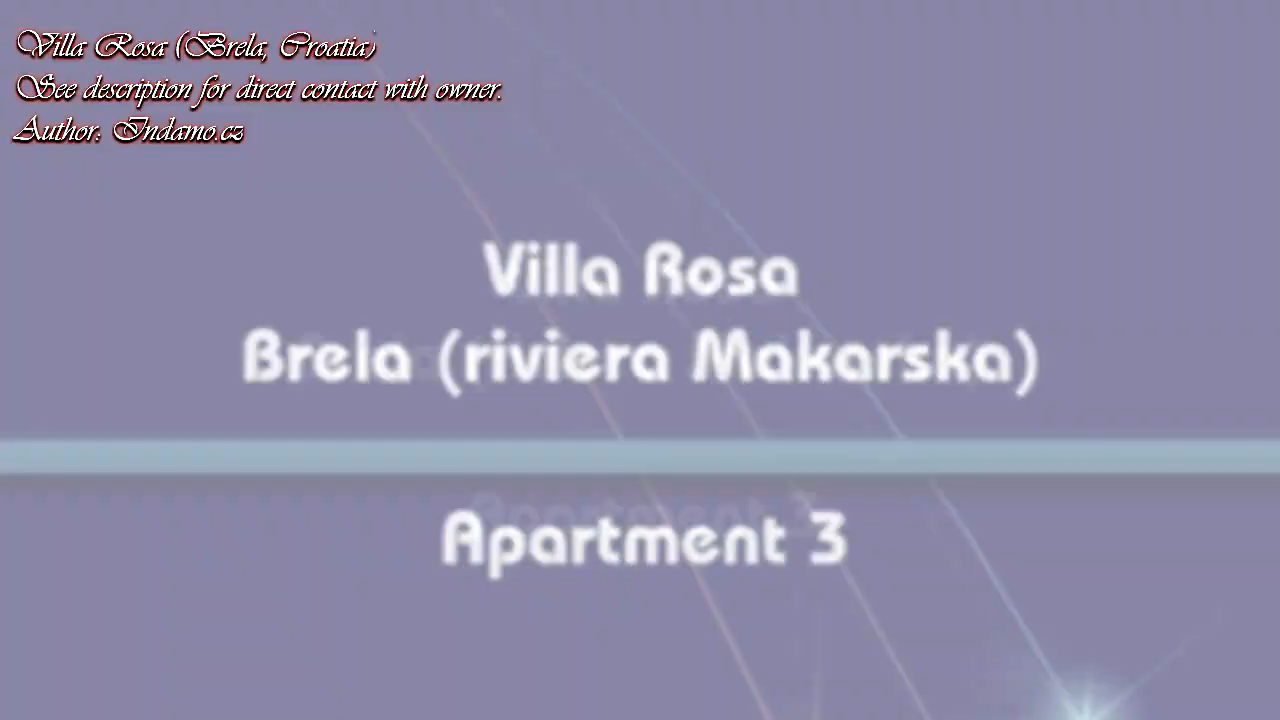 Villa Rosa (Brela, Croatia)
See description for direct contact with owner.
Author: Indamo.cz
Villa Rosa
Brela (riviera Makarska)
Apartment 3